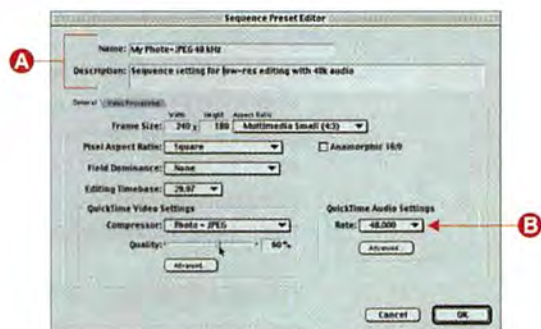 Sequence Preset Editor
A
Name: My Photo-JPEG 48 kHz
Description: Sequence setting for low-res editing with 48k audio
General Video Processing
Width Height Aspect Ratio
Frame Size: 240 x 180 Multimedia Small (4:3)
Pixel Aspect Ratio: Square Anamorphic 16:9
Field Dominance: None
Editing Timebase: 29.97
QuickTime Video Settings QuickTime Audio Settings
Compressor: Photo - JPEG Rate: 48.000 B
Quality: %
Advanced... Advanced...
Cancel OK